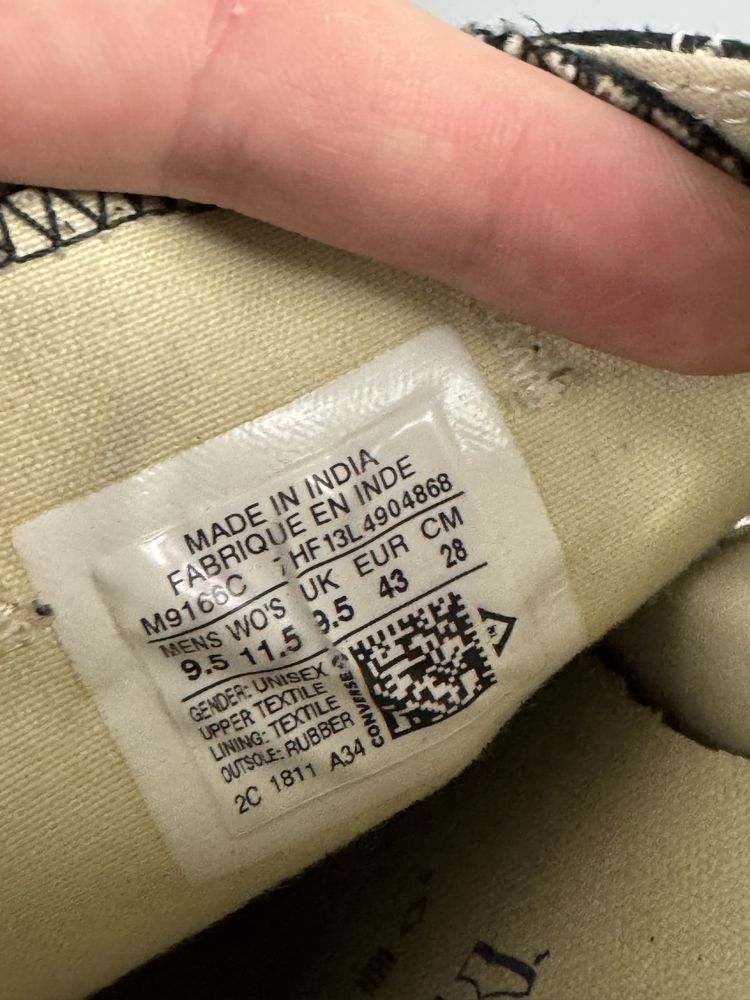 MADE IN INDIA
FABRIQUE EN INDE
M9166C HF13L4904868
MENS WO'S UK EUR CM
9.5 11.5 9.5 43 28
GENDER: UNISEX
UPPER TEXTILE
LINING: TEXTILE
OUTSOLE: RUBBER
2C 1811 A34
CONVERSE